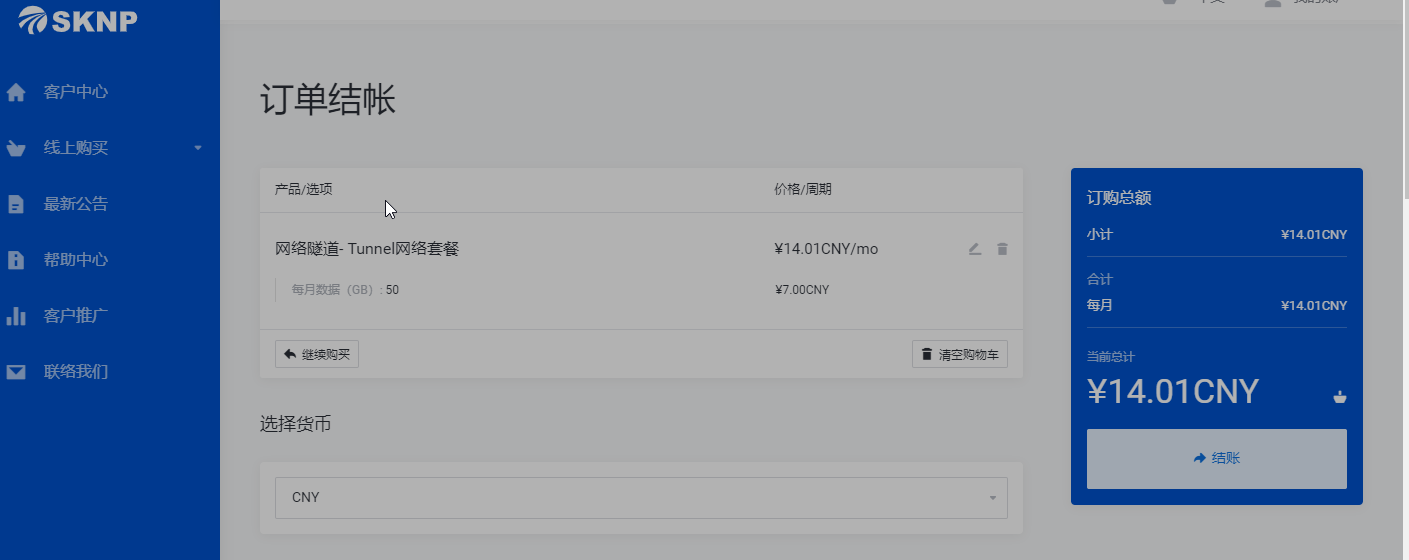 SKNP
客户中心
线上购买
最新公告
帮助中心
客户推广
联络我们
订单结帐
产品/选项 价格/周期
网络隧道- Tunnel网络套餐 ¥14.01CNY/mo
每月数据（GB）: 50 ¥7.00CNY
继续购买 清空购物车
选择货币
CNY
订购总额
小计 ¥14.01CNY
合计
每月 ¥14.01CNY
当前总计
¥14.01CNY
结账